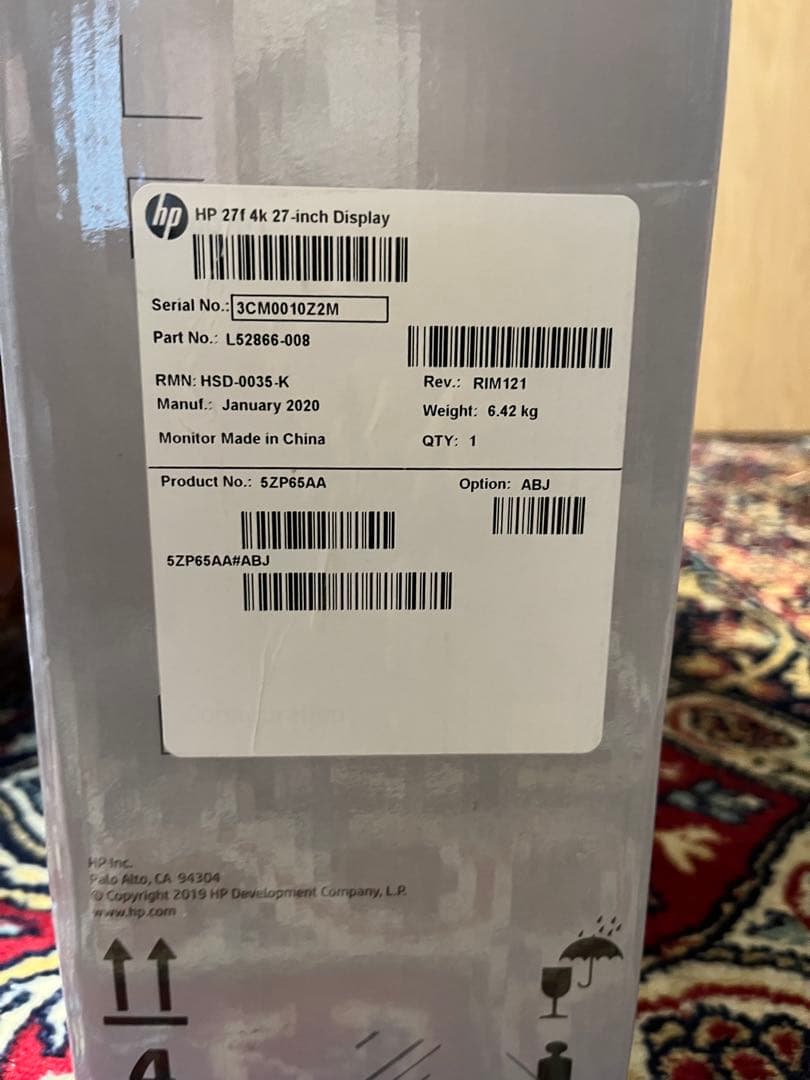 hp HP 27f 4k 27-inch Display
Serial No.: 3CM0010Z2M
Part No.: L52866-008
RMN: HSD-0035-K Rev.: RIM121
Manuf.: January 2020 Weight: 6.42 kg
Monitor Made in China QTY: 1
Product No.: 5ZP65AA Option: ABJ
5ZP65AA#ABJ
HP Inc.
Palo Alto, CA 94304
© Copyright 2019 HP Development Company, L.P.
www.hp.com
4